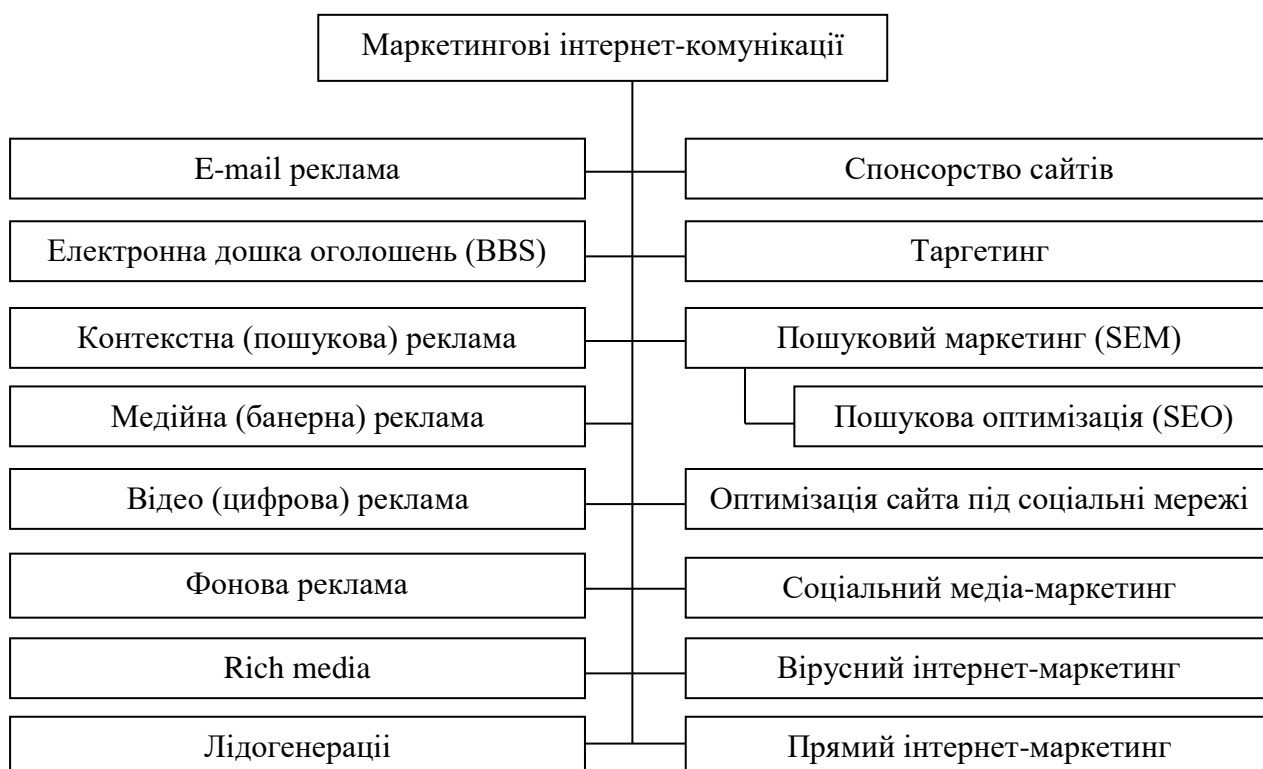 Маркетингові інтернет-комунікації
E-mail реклама
Спонсорство сайтів
Електронна дошка оголошень (BBS)
Таргетинг
Контекстна (пошукова) реклама
Пошуковий маркетинг (SEM)
Медійна (банерна) реклама
Пошукова оптимізація (SEO)
Відео (цифрова) реклама
Оптимізація сайта під соціальні мережі
Фонова реклама
Соціальний медіа-маркетинг
Rich media
Вірусний інтернет-маркетинг
Лідогенераціі
Прямий інтернет-маркетинг